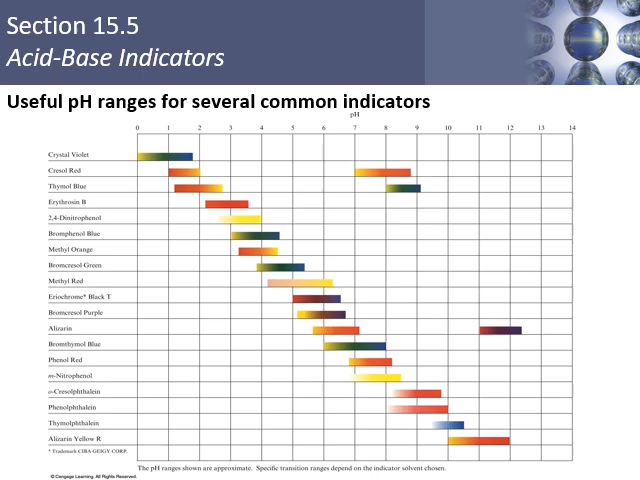 Section 15.5
Acid-Base Indicators
Useful pH ranges for several common indicators
pH
0 1 2 3 4 5 6 7 8 9 10 11 12 13 14
Crystal Violet
Cresol Red
Thymol Blue
Erythrosin B
2,4-Dinitrophenol
Bromphenol Blue
Methyl Orange
Bromcresol Green
Methyl Red
Eriochrome* Black T
Bromcresol Purple
Alizarin
Bromthymol Blue
Phenol Red
m-Nitrophenol
o-Cresolphthalein
Phenolphthalein
Thymolphthalein
Alizarin Yellow R
* Trademark CIBA GEIGY CORP.
The pH ranges shown are approximate. Specific transition ranges depend on the indicator solvent chosen.
© Cengage Learning. All Rights Reserved.